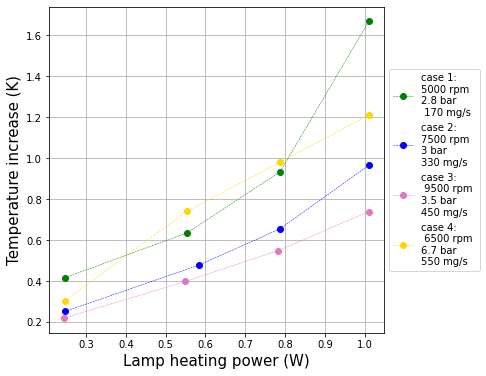 1.6
1.4
1.2
1.0
0.8
0.6
0.4
0.2
Temperature increase (K)
0.3 0.4 0.5 0.6 0.7 0.8 0.9 1.0
Lamp heating power (W)
case 1:
5000 rpm
2.8 bar
170 mg/s
case 2:
7500 rpm
3 bar
330 mg/s
case 3:
9500 rpm
3.5 bar
450 mg/s
case 4:
6500 rpm
6.7 bar
550 mg/s